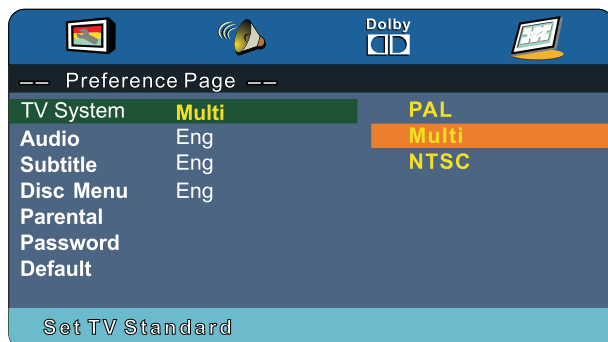 Dolby
-- Preference Page --
TV System Multi PAL
Audio Eng Multi
Subtitle Eng NTSC
Disc Menu Eng
Parental
Password
Default
Set TV Standard